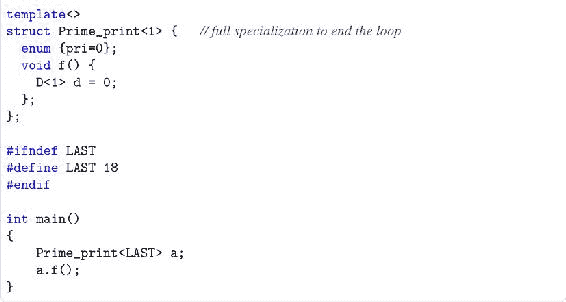 template<>
struct Prime_print<1> {   // full specialization to end the loop
  enum {pri=0};
  void f() {
    D<1> d = 0;
  };
};

#ifndef LAST
#define LAST 18
#endif

int main()
{
    Prime_print<LAST> a;
    a.f();
}